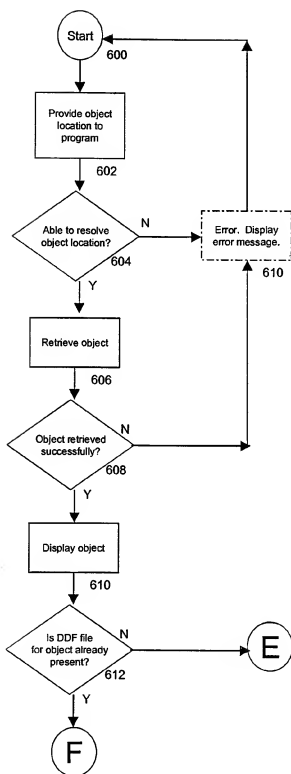 Start
600
Provide object
location to
program
602
Able to resolve
object location?
N
604
Error. Display
error message.
610
Y
Retrieve object
606
Object retrieved
successfully?
N
608
Y
Display object
610
Is DDF file
for object already
present?
N
E
612
Y
F